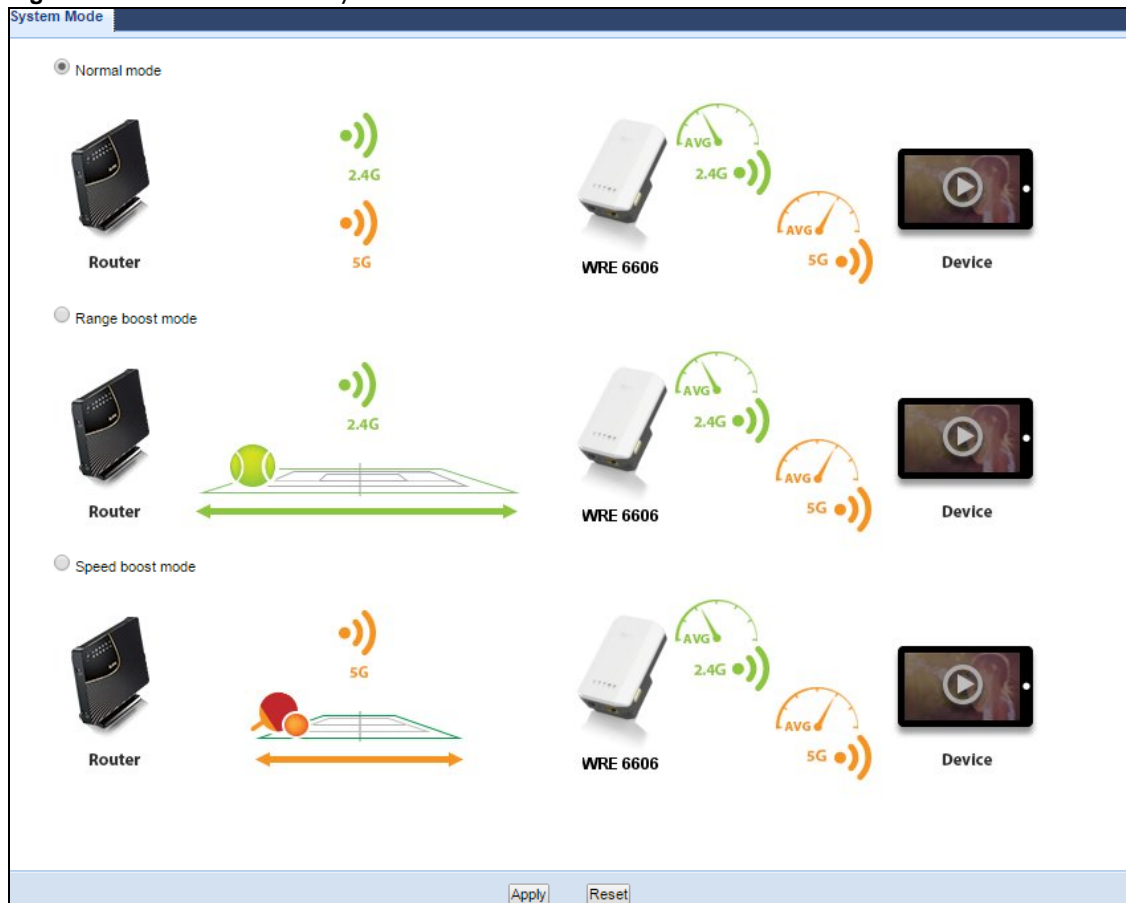 System Mode
Normal mode
AVG
2.4G
2.4G
AVG
Router
5G
WRE 6606
5G
Device
Range boost mode
AVG
2.4G
2.4G
AVG
Router
WRE 6606
5G
Device
Speed boost mode
AVG
5G
2.4G
AVG
Router
WRE 6606
5G
Device
Apply
Reset